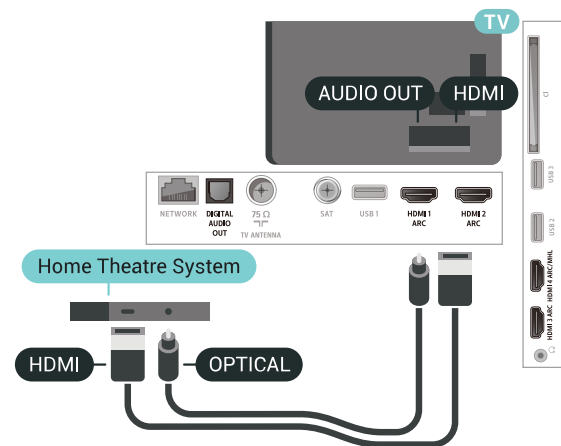 TV
AUDIO OUT
HDMI
CI
USB 3
USB 2
HDMI 4 ARC/MHL
HDMI 3 ARC
NETWORK
DIGITAL
AUDIO
OUT
75 Ω
TV ANTENNA
SAT
USB 1
HDMI 1
ARC
HDMI 2
ARC
Home Theatre System
HDMI
OPTICAL